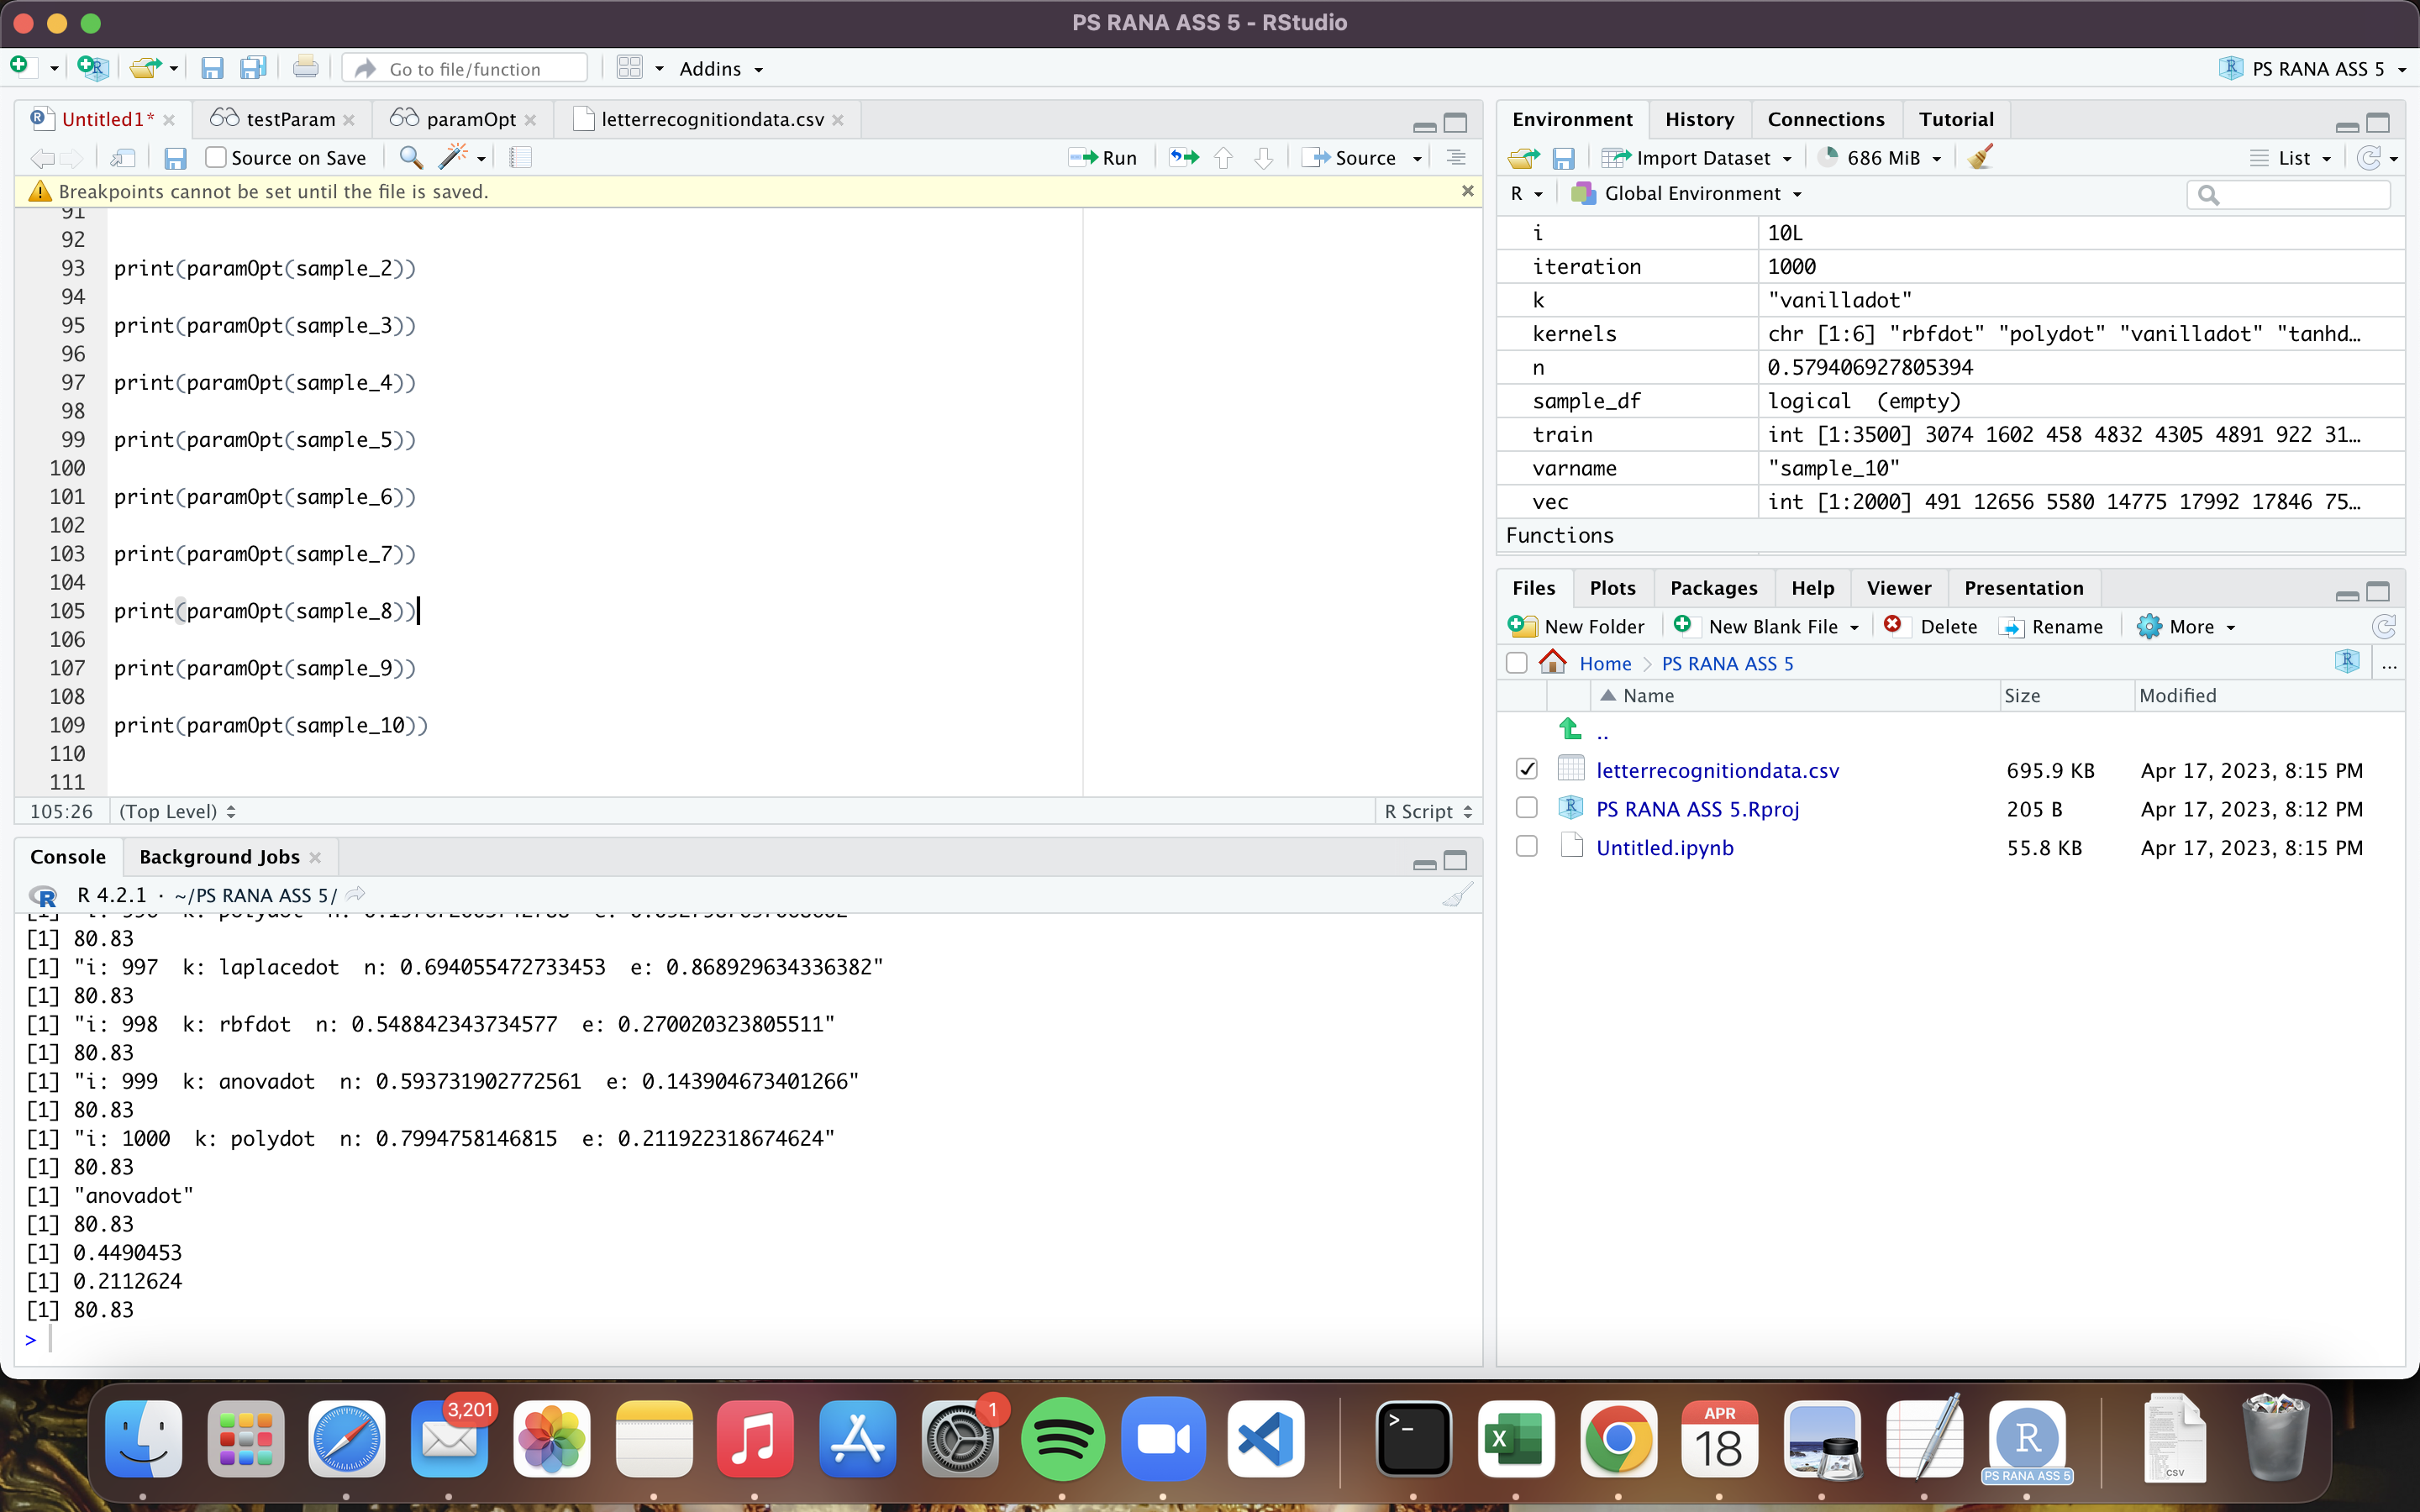 PS RANA ASS 5 - RStudio
Go to file/function
Addins
PS RANA ASS 5
Untitled1*
testParam
paramOpt
letterrecognitiondata.csv
Source on Save
Run
Source
Breakpoints cannot be set until the file is saved.
91
92
93 print(paramOpt(sample_2))
94
95 print(paramOpt(sample_3))
96
97 print(paramOpt(sample_4))
98
99 print(paramOpt(sample_5))
100
101 print(paramOpt(sample_6))
102
103 print(paramOpt(sample_7))
104
105 print(paramOpt(sample_8))
106
107 print(paramOpt(sample_9))
108
109 print(paramOpt(sample_10))
110
111
105:26 (Top Level) R Script
Console Background Jobs
R 4.2.1 · ~/PS RANA ASS 5/
[1] 80.83
[1] "i: 997  k: laplacedot  n: 0.694055472733453  e: 0.868929634336382"
[1] 80.83
[1] "i: 998  k: rbfdot  n: 0.548842343734577  e: 0.270020323805511"
[1] 80.83
[1] "i: 999  k: anovadot  n: 0.593731902772561  e: 0.143904673401266"
[1] 80.83
[1] "i: 1000  k: polydot  n: 0.7994758146815  e: 0.211922318674624"
[1] 80.83
[1] "anovadot"
[1] 80.83
[1] 0.4490453
[1] 0.2112624
[1] 80.83
>
Environment History Connections Tutorial
Import Dataset 686 MiB List
R Global Environment
i 10L
iteration 1000
k "vanilladot"
kernels chr [1:6] "rbfdot" "polydot" "vanilladot" "tanhd…
n 0.579406927805394
sample_df logical (empty)
train int [1:3500] 3074 1602 458 4832 4305 4891 922 31…
varname "sample_10"
vec int [1:2000] 491 12656 5580 14775 17992 17846 75…
Functions
Files Plots Packages Help Viewer Presentation
New Folder New Blank File Delete Rename More
Home PS RANA ASS 5 ...
Name Size Modified
..
letterrecognitiondata.csv 695.9 KB Apr 17, 2023, 8:15 PM
PS RANA ASS 5.Rproj 205 B Apr 17, 2023, 8:12 PM
Untitled.ipynb 55.8 KB Apr 17, 2023, 8:15 PM
3,201
1
>_
X
APR
18
R
PS RANA ASS 5
CSV